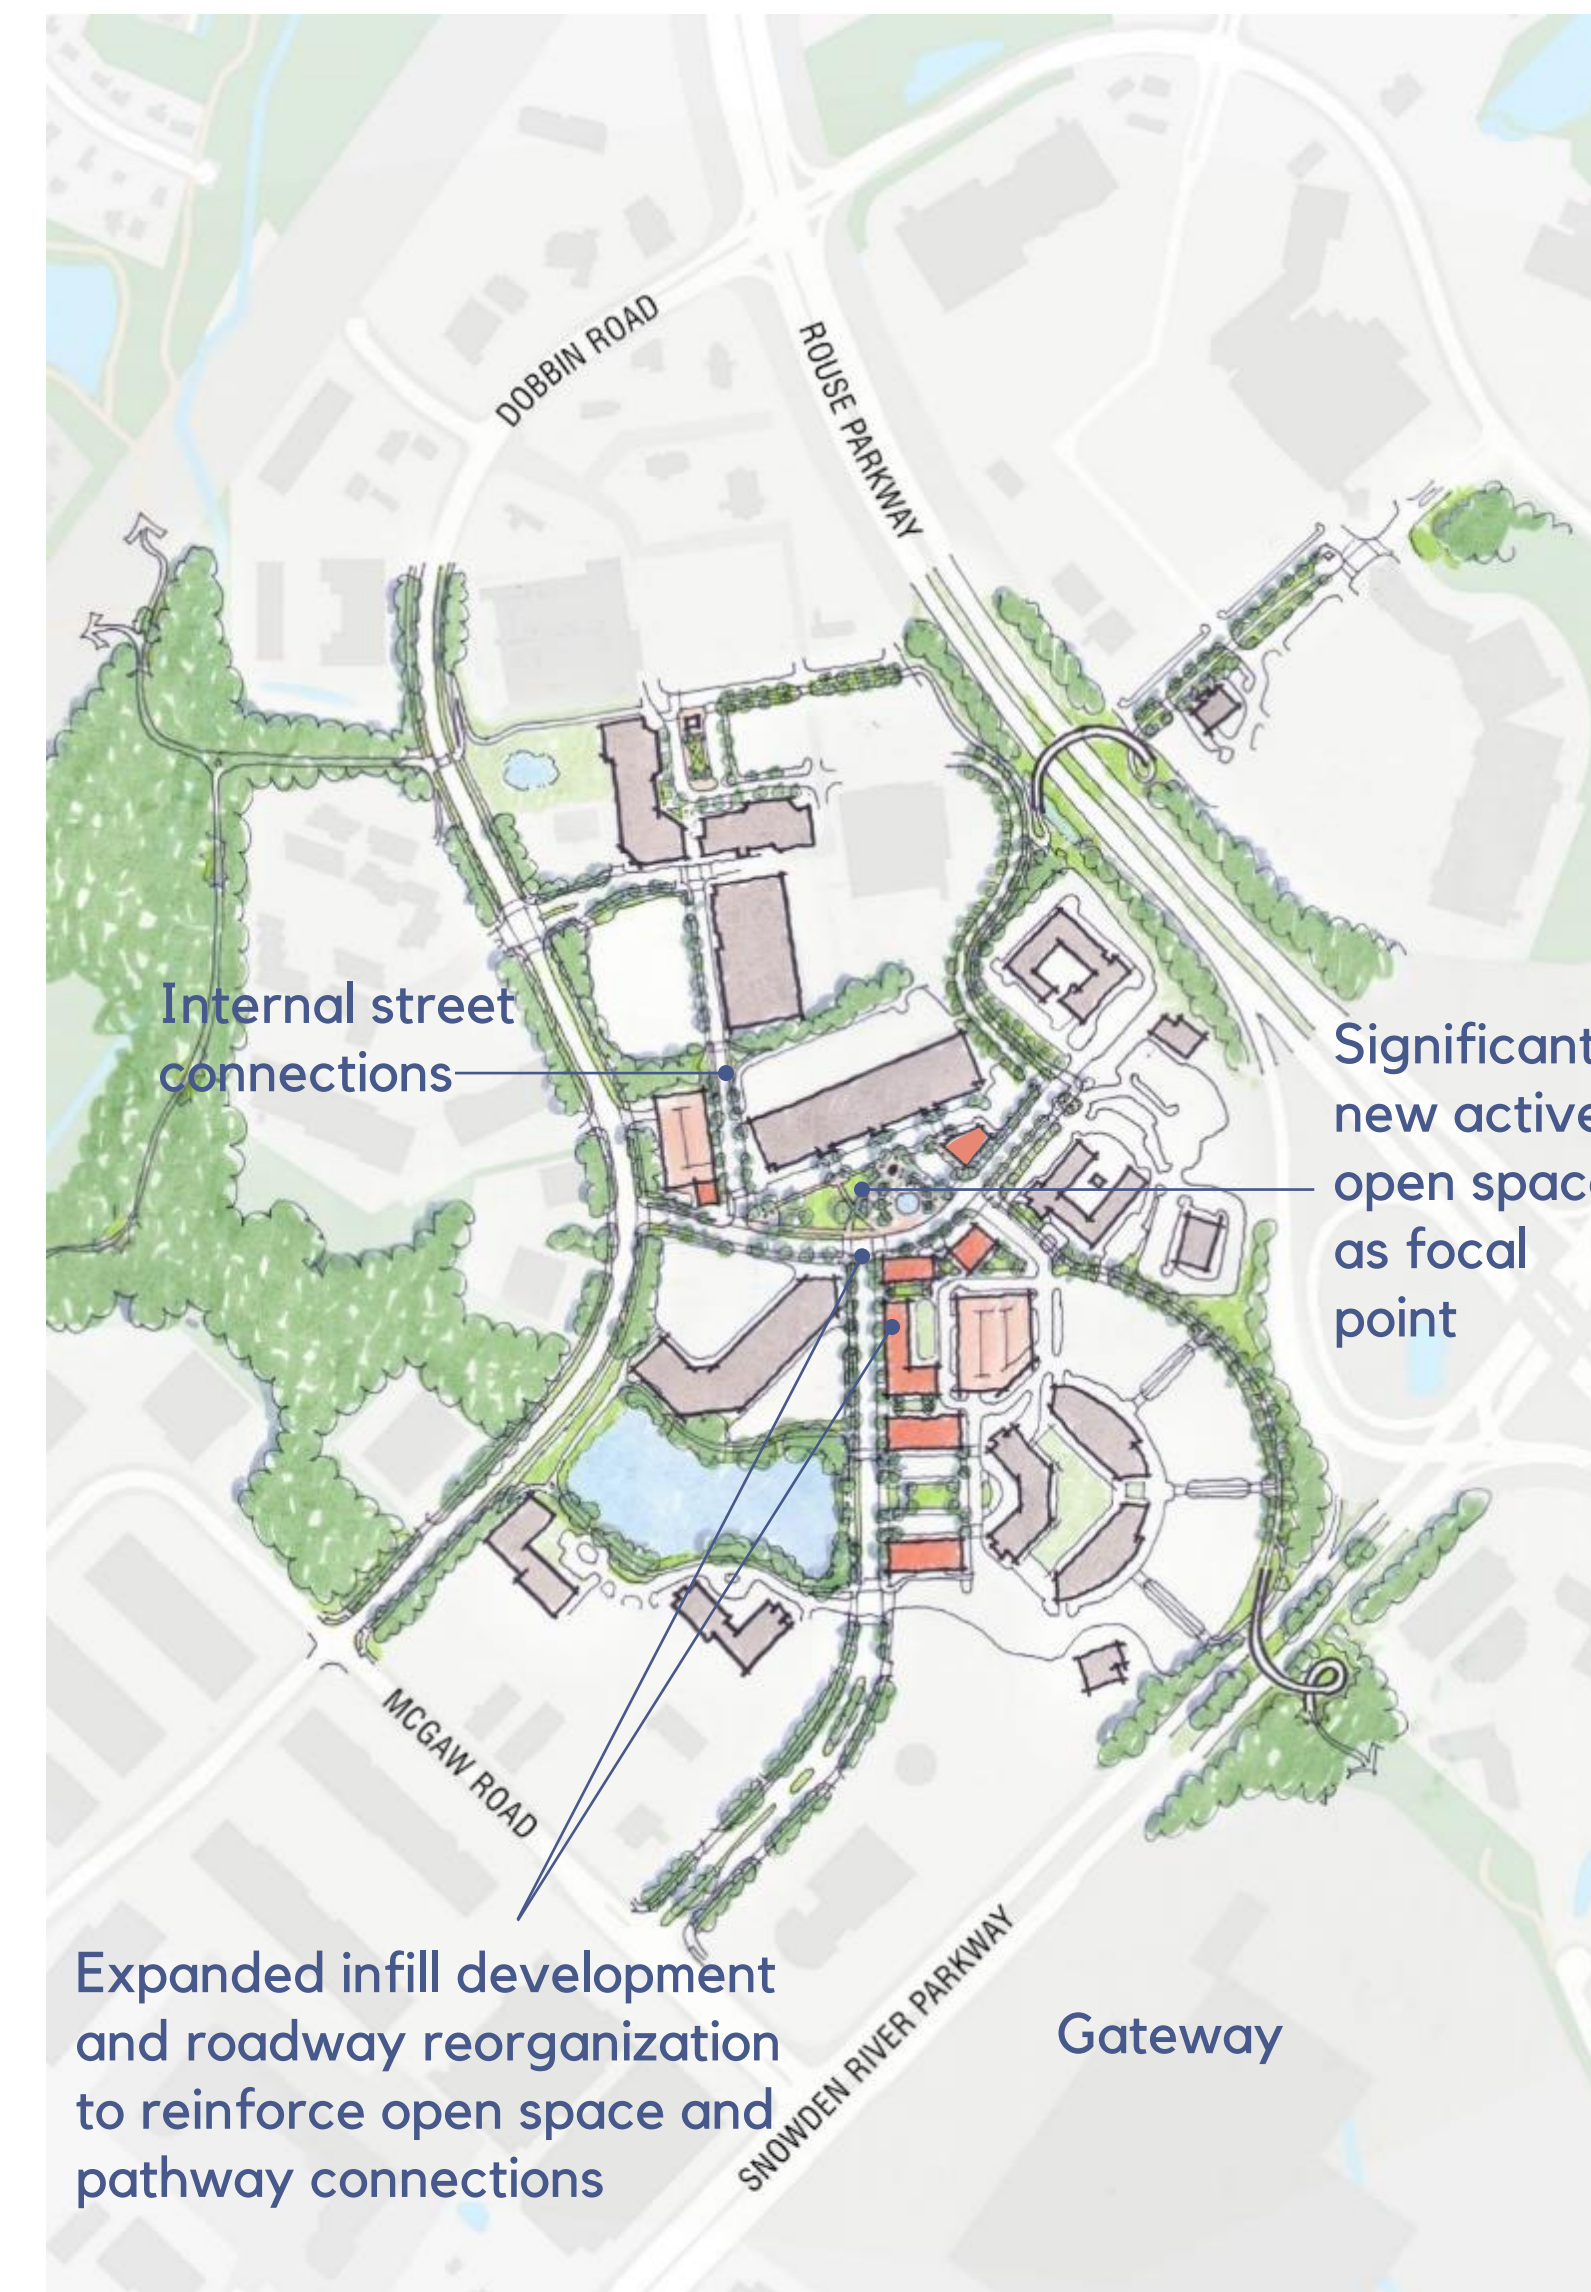 DOBBIN ROAD
ROUSE PARKWAY
Internal street
connections
Significant
new active
open space
as focal
point
MCGAW ROAD
Expanded infill development
and roadway reorganization
to reinforce open space and
pathway connections
SNOWDEN RIVER PARKWAY
Gateway